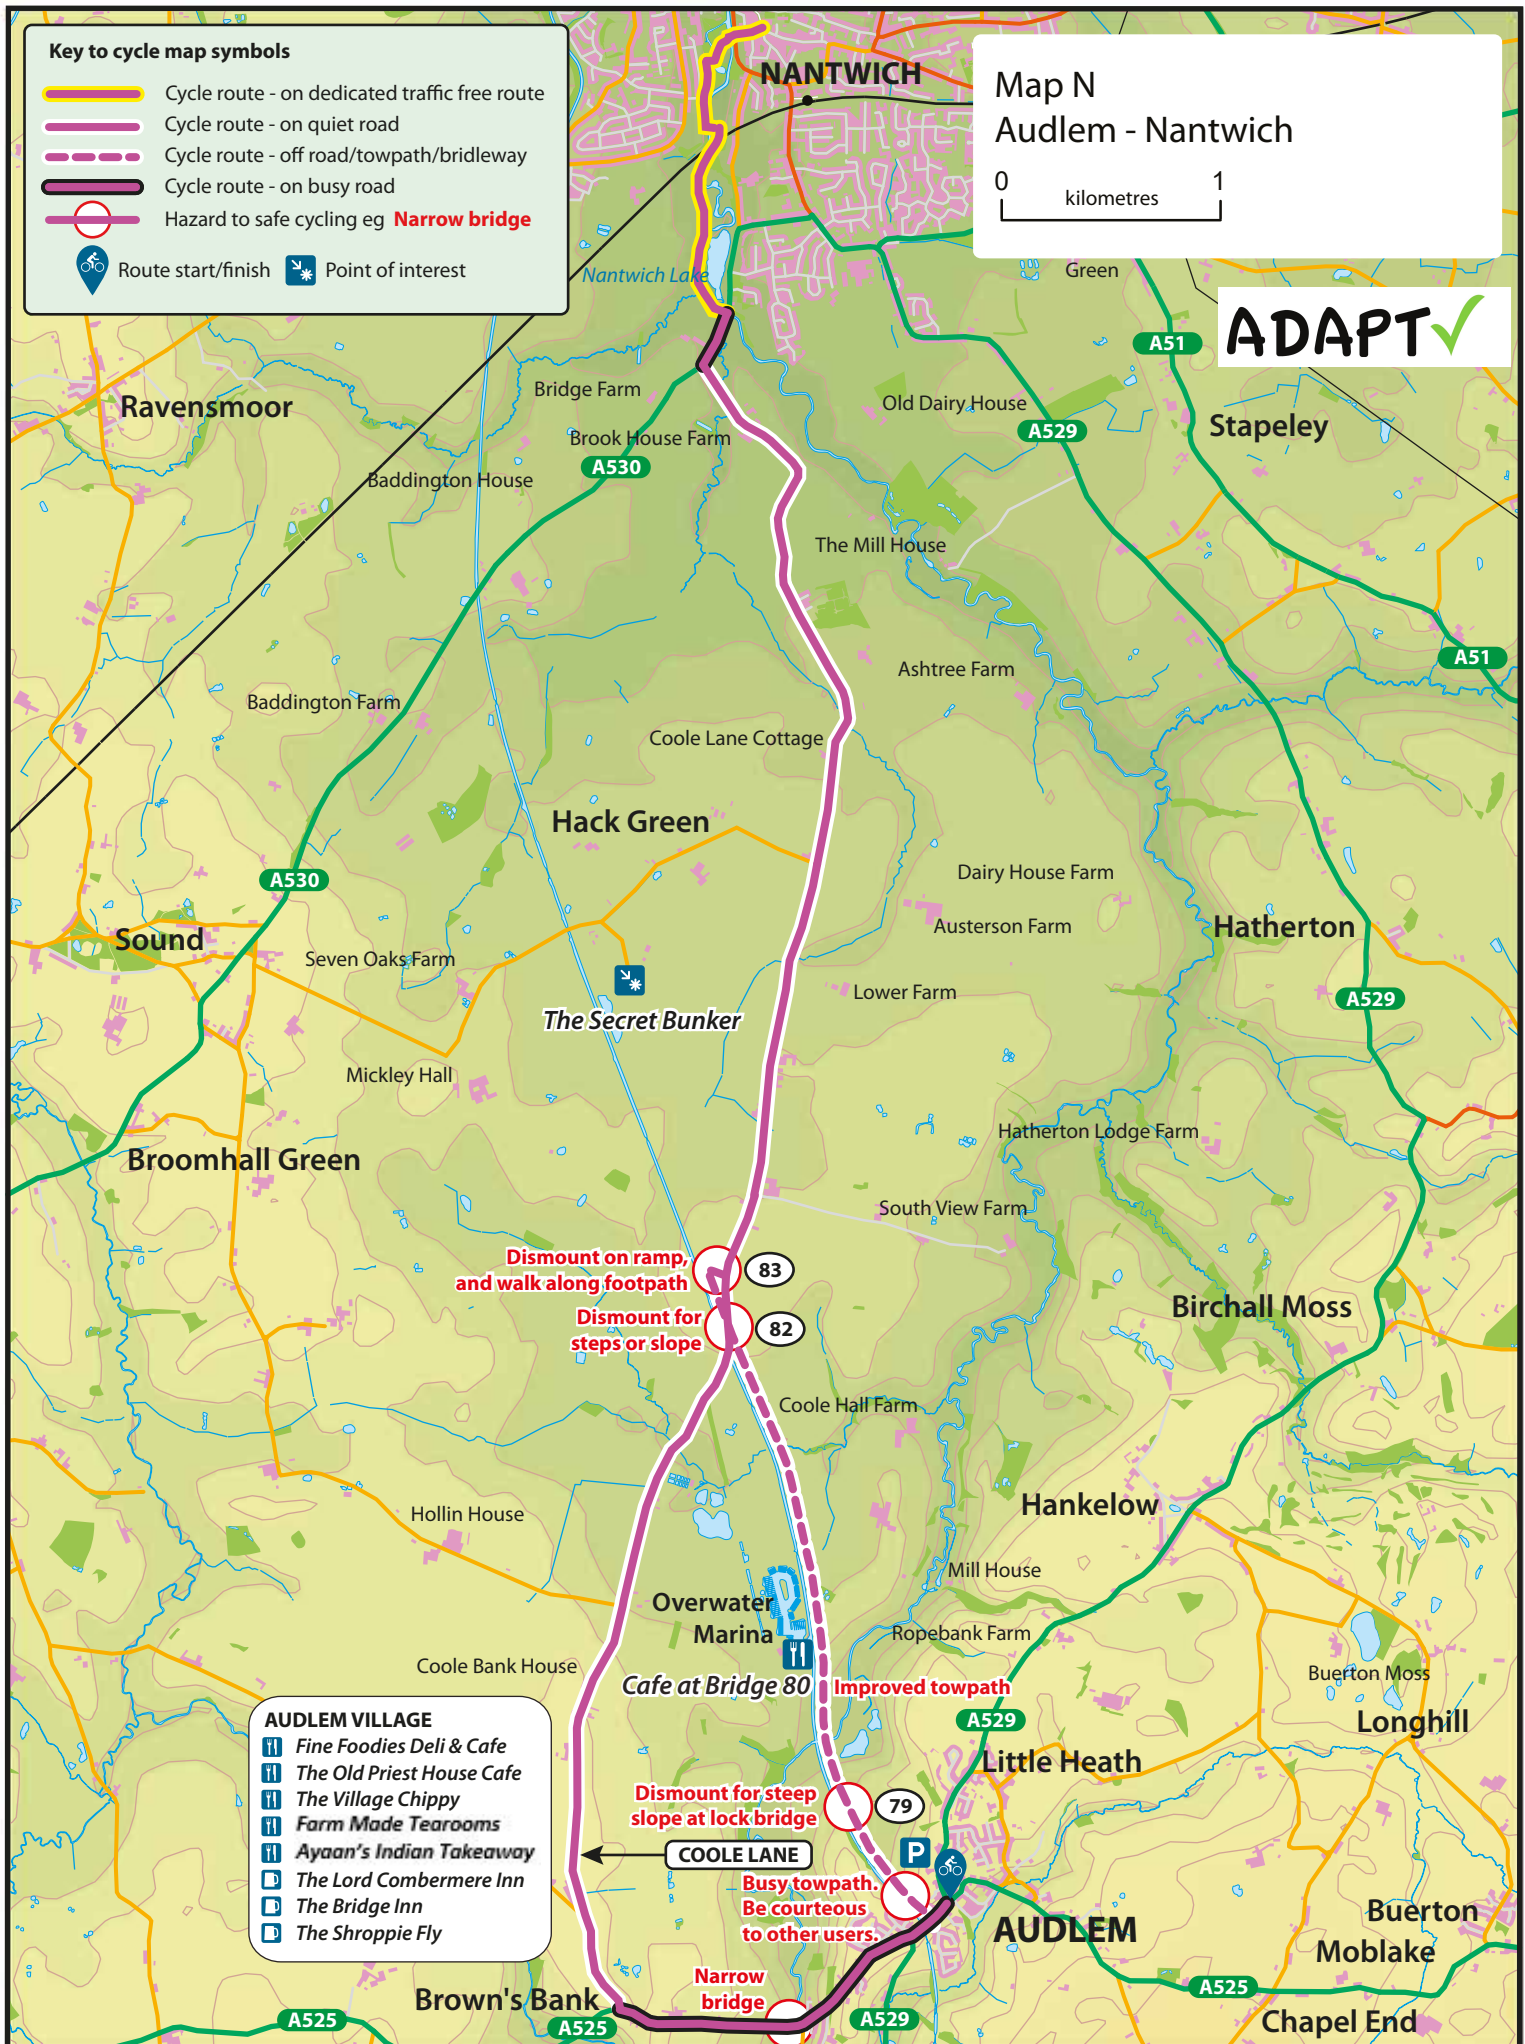 Key to cycle map symbols
Cycle route - on dedicated traffic free route
Cycle route - on quiet road
Cycle route - off road/towpath/bridleway
Cycle route - on busy road
Hazard to safe cycling eg Narrow bridge
Route start/finish
Point of interest
NANTWICH
Map N
Audlem - Nantwich
0
kilometres
1
Nantwich Lake
Green
ADAPT
A51
Ravensmoor
Bridge Farm
Old Dairy House
Stapeley
A529
Brook House Farm
A530
Baddington House
The Mill House
A51
Ashtree Farm
Baddington Farm
Coole Lane Cottage
Hack Green
A530
Dairy House Farm
Sound
Austerson Farm
Hatherton
Seven Oaks Farm
Lower Farm
A529
The Secret Bunker
Mickley Hall
Hatherton Lodge Farm
Broomhall Green
South View Farm
Dismount on ramp,
and walk along footpath
83
Dismount for
steps or slope
82
Birchall Moss
Coole Hall Farm
Hollin House
Hankelow
Mill House
Overwater
Marina
Ropebank Farm
Coole Bank House
Buerton Moss
Cafe at Bridge 80
Improved towpath
A529
Longhill
AUDLEM VILLAGE
Fine Foodies Deli & Cafe
The Old Priest House Cafe
The Village Chippy
Farm Made Tearooms
Ayaan's Indian Takeaway
The Lord Combermere Inn
The Bridge Inn
The Shroppie Fly
Little Heath
Dismount for steep
slope at lock bridge
79
COOLE LANE
P
Busy towpath.
Be courteous
to other users.
AUDLEM
Buerton
Moblake
Narrow
bridge
Brown's Bank
A525
A525
A529
A525
Chapel End